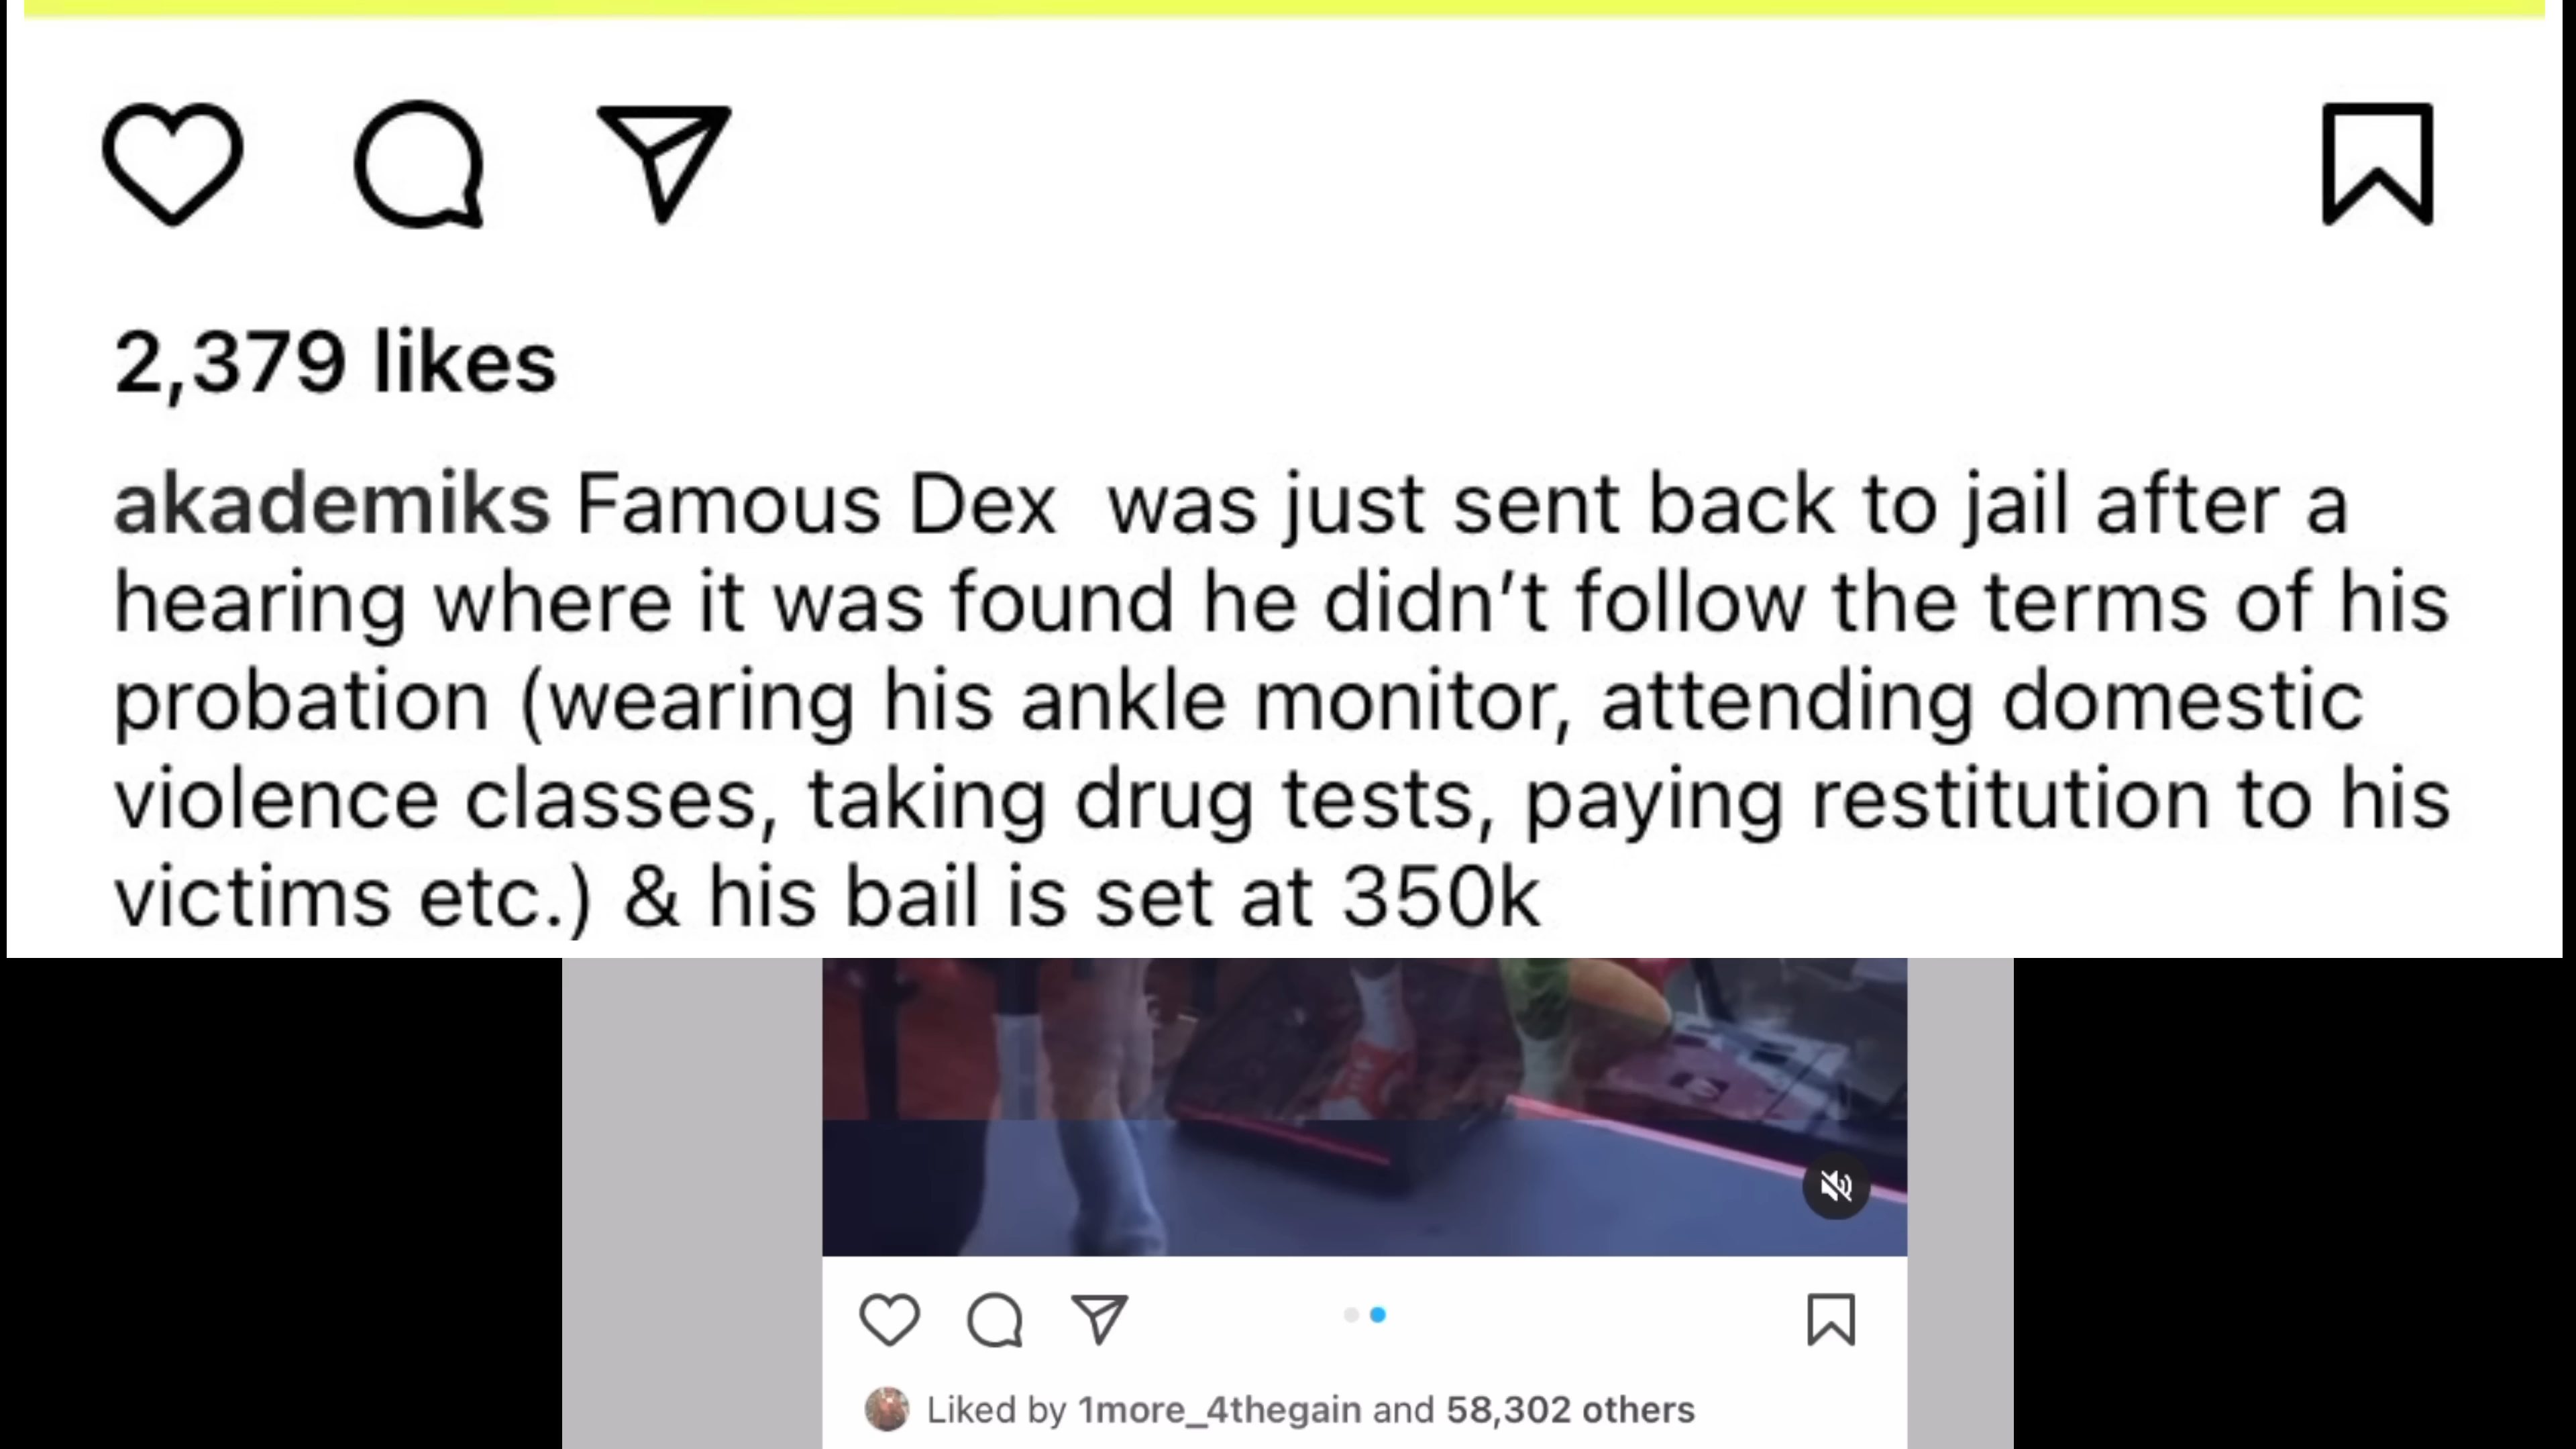 2,379 likes
akademiks Famous Dex  was just sent back to jail after a
hearing where it was found he didn’t follow the terms of his
probation (wearing his ankle monitor, attending domestic
violence classes, taking drug tests, paying restitution to his
victims etc.) & his bail is set at 350k
Liked by 1more_4thegain and 58,302 others